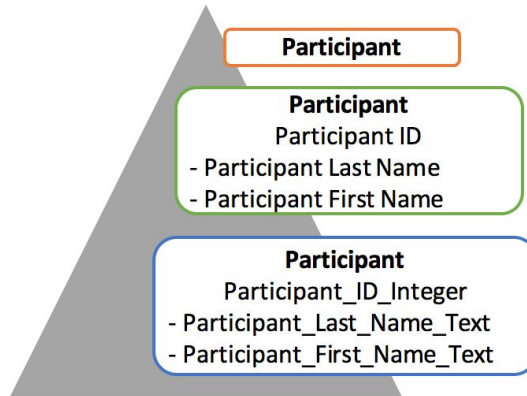 Participant
Participant
Participant ID
- Participant Last Name
- Participant First Name
Participant
Participant_ID_Integer
- Participant_Last_Name_Text
- Participant_First_Name_Text